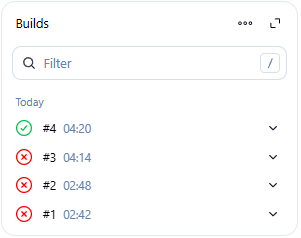 Builds
Filter /
Today
#4 04:20
#3 04:14
#2 02:48
#1 02:42